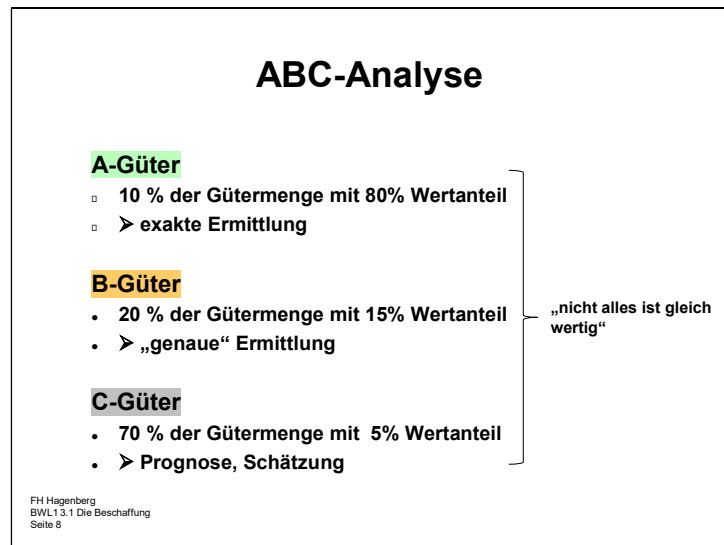 ABC-Analyse
A-Güter
10 % der Gütermenge mit 80% Wertanteil
➢ exakte Ermittlung
B-Güter
• 20 % der Gütermenge mit 15% Wertanteil
• ➢ „genaue“ Ermittlung
C-Güter
• 70 % der Gütermenge mit 5% Wertanteil
• ➢ Prognose, Schätzung
„nicht alles ist gleich
wertig“
FH Hagenberg
BWL1 3.1 Die Beschaffung
Seite 8